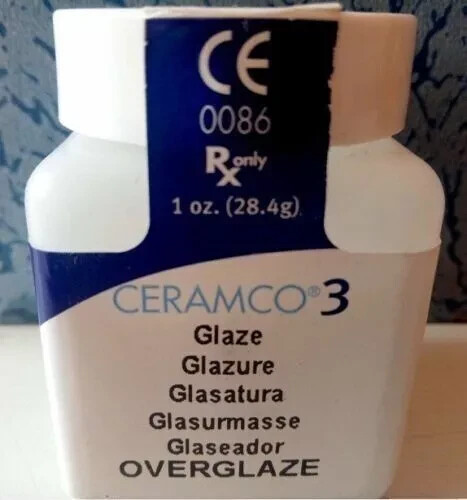 CE
0086
Rx only
1 oz. (28.4g)
CERAMCO®3
Glaze
Glazure
Glasatura
Glasurmasse
Glaseador
OVERGLAZE